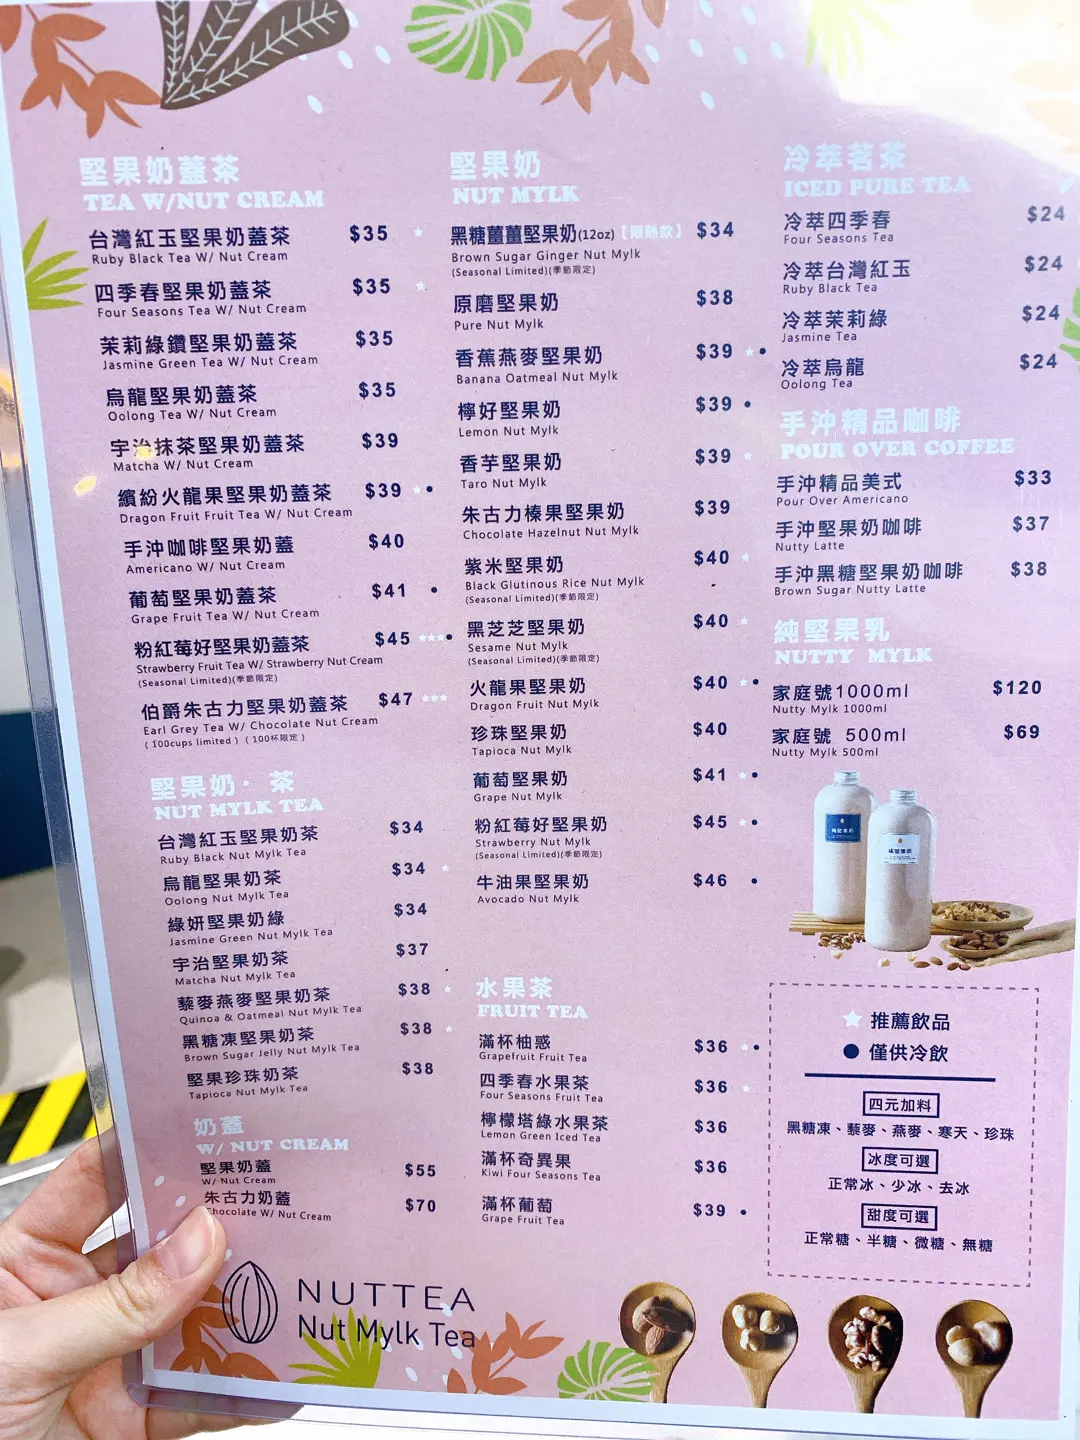 堅果奶蓋茶
TEA W/NUT CREAM
台灣紅玉堅果奶蓋茶 $35
Ruby Black Tea W/ Nut Cream
四季春堅果奶蓋茶 $35
Four Seasons Tea W/ Nut Cream
茉莉綠鑽堅果奶蓋茶 $35
Jasmine Green Tea W/ Nut Cream
烏龍堅果奶蓋茶 $35
Oolong Tea W/ Nut Cream
宇治抹茶堅果奶蓋茶 $39
Matcha W/ Nut Cream
繽紛火龍果堅果奶蓋茶 $39 ★ ●
Dragon Fruit Fruit Tea W/ Nut Cream
手沖咖啡堅果奶蓋 $40
Americano W/ Nut Cream
葡萄堅果奶蓋茶 $41 ●
Grape Fruit Tea W/ Nut Cream
粉紅莓好堅果奶蓋茶 $45 ★★★●
Strawberry Fruit Tea W/ Strawberry Nut Cream
(Seasonal Limited)(季節限定)
伯爵朱古力堅果奶蓋茶 $47 ★★★
Earl Grey Tea W/ Chocolate Nut Cream
(100cups limited) (100杯限定)
堅果奶·茶
NUT MYLK TEA
台灣紅玉堅果奶茶 $34
Ruby Black Nut Mylk Tea
烏龍堅果奶茶 $34 ★
Oolong Nut Mylk Tea
綠妍堅果奶綠 $34
Jasmine Green Nut Mylk Tea
宇治堅果奶茶 $37
Matcha Nut Mylk Tea
藜麥燕麥堅果奶茶 $38 ★
Quinoa & Oatmeal Nut Mylk Tea
黑糖凍堅果奶茶 $38 ★
Brown Sugar Jelly Nut Mylk Tea
堅果珍珠奶茶 $38
Tapioca Nut Mylk Tea
奶蓋
W/ NUT CREAM
堅果奶蓋 $55
W/ Nut Cream
朱古力奶蓋 $70
Chocolate W/ Nut Cream
堅果奶
NUT MYLK
黑糖薑薑堅果奶(12oz)【限熱飲】 $34
Brown Sugar Ginger Nut Mylk
(Seasonal Limited)(季節限定)
原磨堅果奶 $38
Pure Nut Mylk
香蕉燕麥堅果奶 $39 ★ ●
Banana Oatmeal Nut Mylk
檸好堅果奶 $39 ●
Lemon Nut Mylk
香芋堅果奶 $39 ★
Taro Nut Mylk
朱古力榛果堅果奶 $39
Chocolate Hazelnut Nut Mylk
紫米堅果奶 $40 ★
Black Glutinous Rice Nut Mylk
(Seasonal Limited)(季節限定)
黑芝芝堅果奶 $40 ★
Sesame Nut Mylk
(Seasonal Limited)(季節限定)
火龍果堅果奶 $40 ★ ●
Dragon Fruit Nut Mylk
珍珠堅果奶 $40
Tapioca Nut Mylk
葡萄堅果奶 $41 ★ ●
Grape Nut Mylk
粉紅莓好堅果奶 $45 ★ ●
Strawberry Nut Mylk
(Seasonal Limited)(季節限定)
牛油果堅果奶 $46 ●
Avocado Nut Mylk
水果茶
FRUIT TEA
滿杯柚惑 $36 ★ ●
Grapefruit Fruit Tea
四季春水果茶 $36 ★
Four Seasons Fruit Tea
檸檬塔綠水果茶 $36
Lemon Green Iced Tea
滿杯奇異果 $36
Kiwi Four Seasons Tea
滿杯葡萄 $39 ●
Grape Fruit Tea
冷萃茗茶
ICED PURE TEA
冷萃四季春 $24
Four Seasons Tea
冷萃台灣紅玉 $24
Ruby Black Tea
冷萃茉莉綠 $24
Jasmine Tea
冷萃烏龍 $24
Oolong Tea
手沖精品咖啡
POUR OVER COFFEE
手沖精品美式 $33
Pour Over Americano
手沖堅果奶咖啡 $37
Nutty Latte
手沖黑糖堅果奶咖啡 $38
Brown Sugar Nutty Latte
純堅果乳
NUTTY MYLK
家庭號1000ml $120
Nutty Mylk 1000ml
家庭號 500ml $69
Nutty Mylk 500ml
★ 推薦飲品
● 僅供冷飲
四元加料
黑糖凍、藜麥、燕麥、寒天、珍珠
冰度可選
正常冰、少冰、去冰
甜度可選
正常糖、半糖、微糖、無糖
NUTTEA
Nut Mylk Tea